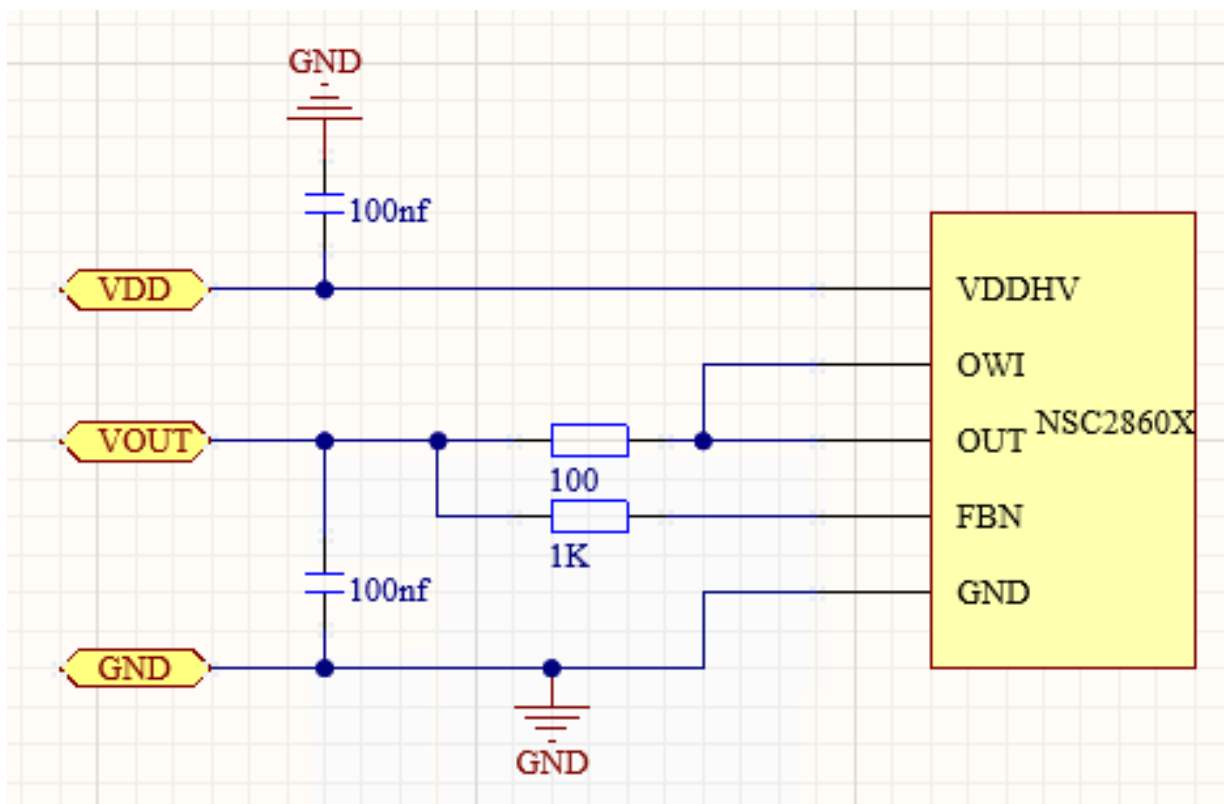 GND
100nf
VDD
VDDHV
OWI
VOUT
OUT
NSC2860X
100
FBN
1K
100nf
GND
GND
GND